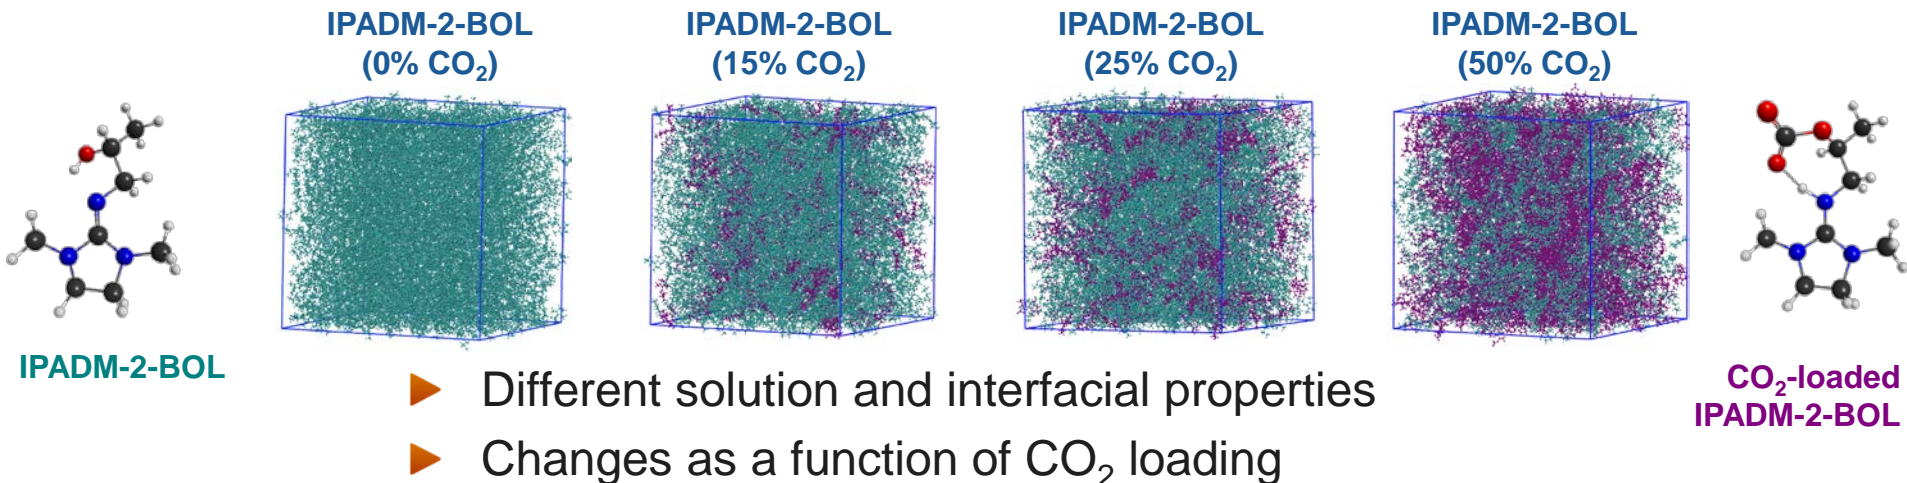 IPADM-2-BOL
(0% CO₂)
IPADM-2-BOL
(15% CO₂)
IPADM-2-BOL
(25% CO₂)
IPADM-2-BOL
(50% CO₂)
IPADM-2-BOL
CO₂-loaded
IPADM-2-BOL
Different solution and interfacial properties
Changes as a function of CO₂ loading